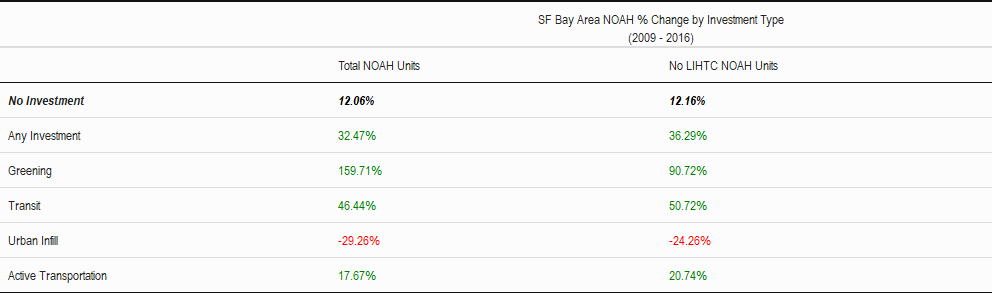 SF Bay Area NOAH % Change by Investment Type
(2009 - 2016)
Total NOAH Units No LIHTC NOAH Units
No Investment 12.06% 12.16%
Any Investment 32.47% 36.29%
Greening 159.71% 90.72%
Transit 46.44% 50.72%
Urban Infill -29.26% -24.26%
Active Transportation 17.67% 20.74%